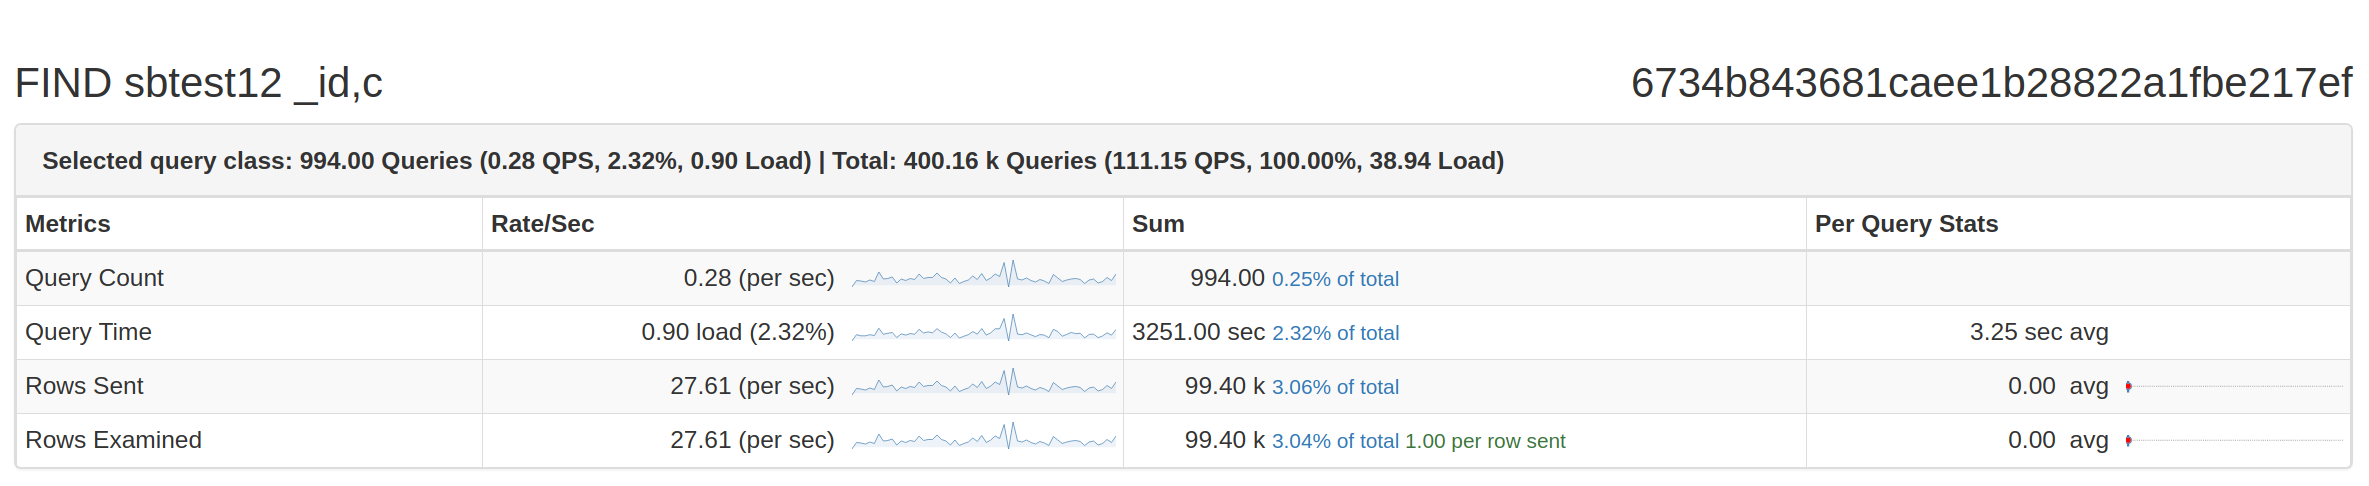 FIND sbtest12 _id,c 6734b843681caee1b28822a1fbe217ef
Selected query class: 994.00 Queries (0.28 QPS, 2.32%, 0.90 Load) | Total: 400.16 k Queries (111.15 QPS, 100.00%, 38.94 Load)
Metrics Rate/Sec Sum Per Query Stats
Query Count 0.28 (per sec) 994.00 0.25% of total
Query Time 0.90 load (2.32%) 3251.00 sec 2.32% of total 3.25 sec avg
Rows Sent 27.61 (per sec) 99.40 k 3.06% of total 0.00 avg
Rows Examined 27.61 (per sec) 99.40 k 3.04% of total 1.00 per row sent 0.00 avg